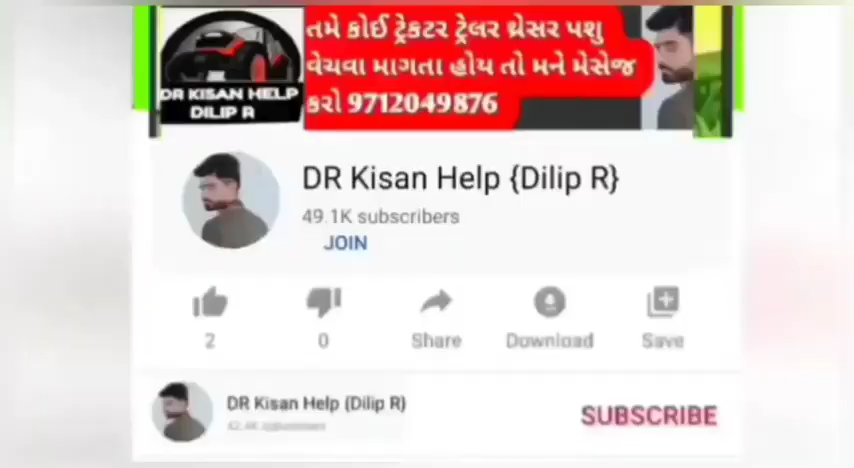 તમે કોઈ ટ્રેકટર ટ્રેલર થ્રેસર પશુ
વેચવા માગતા હોય તો મને મેસેજ
કરો 9712049876
DR KISAN HELP
DILIP R
DR Kisan Help {Dilip R}
49.1K subscribers
JOIN
2
0
Share
Download
Save
DR Kisan Help (Dilip R)
SUBSCRIBE